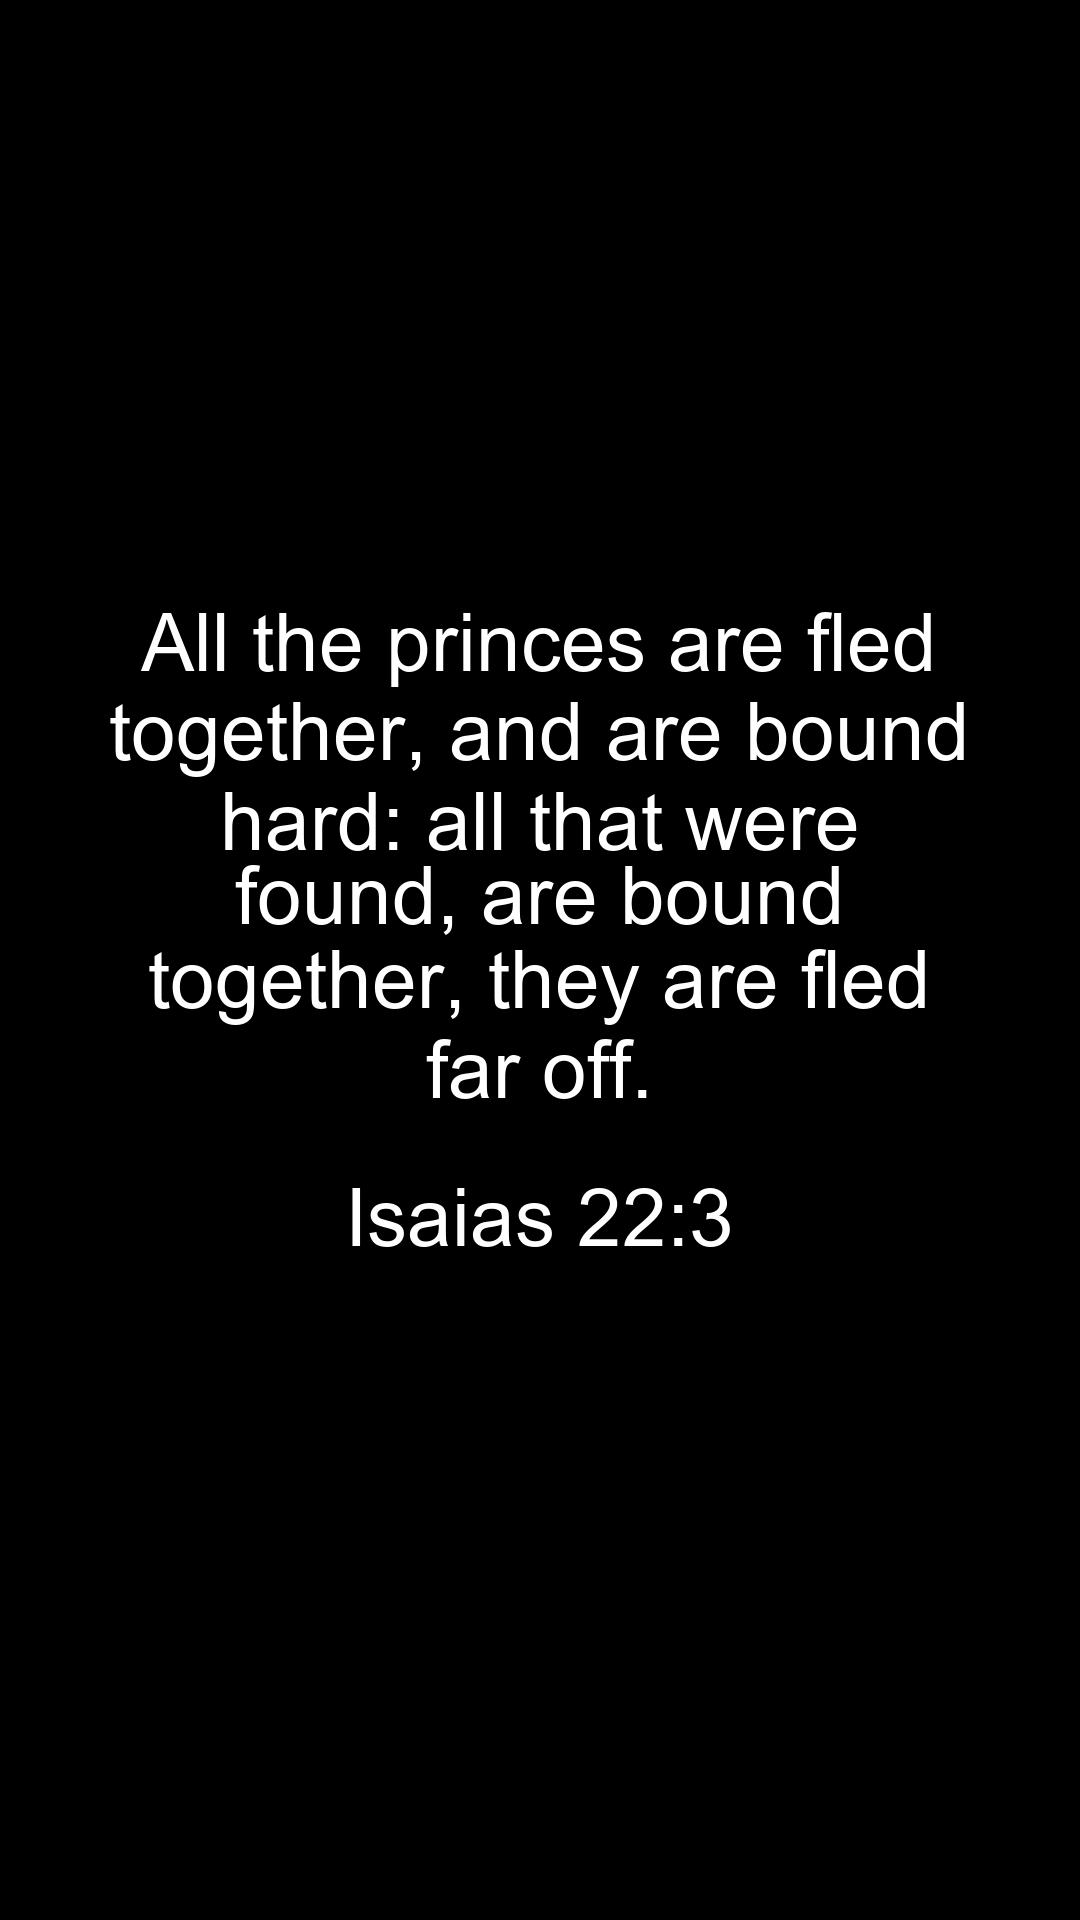 All the princes are fled
together, and are bound
hard: all that were
found, are bound
together, they are fled
far off.
Isaias 22:3